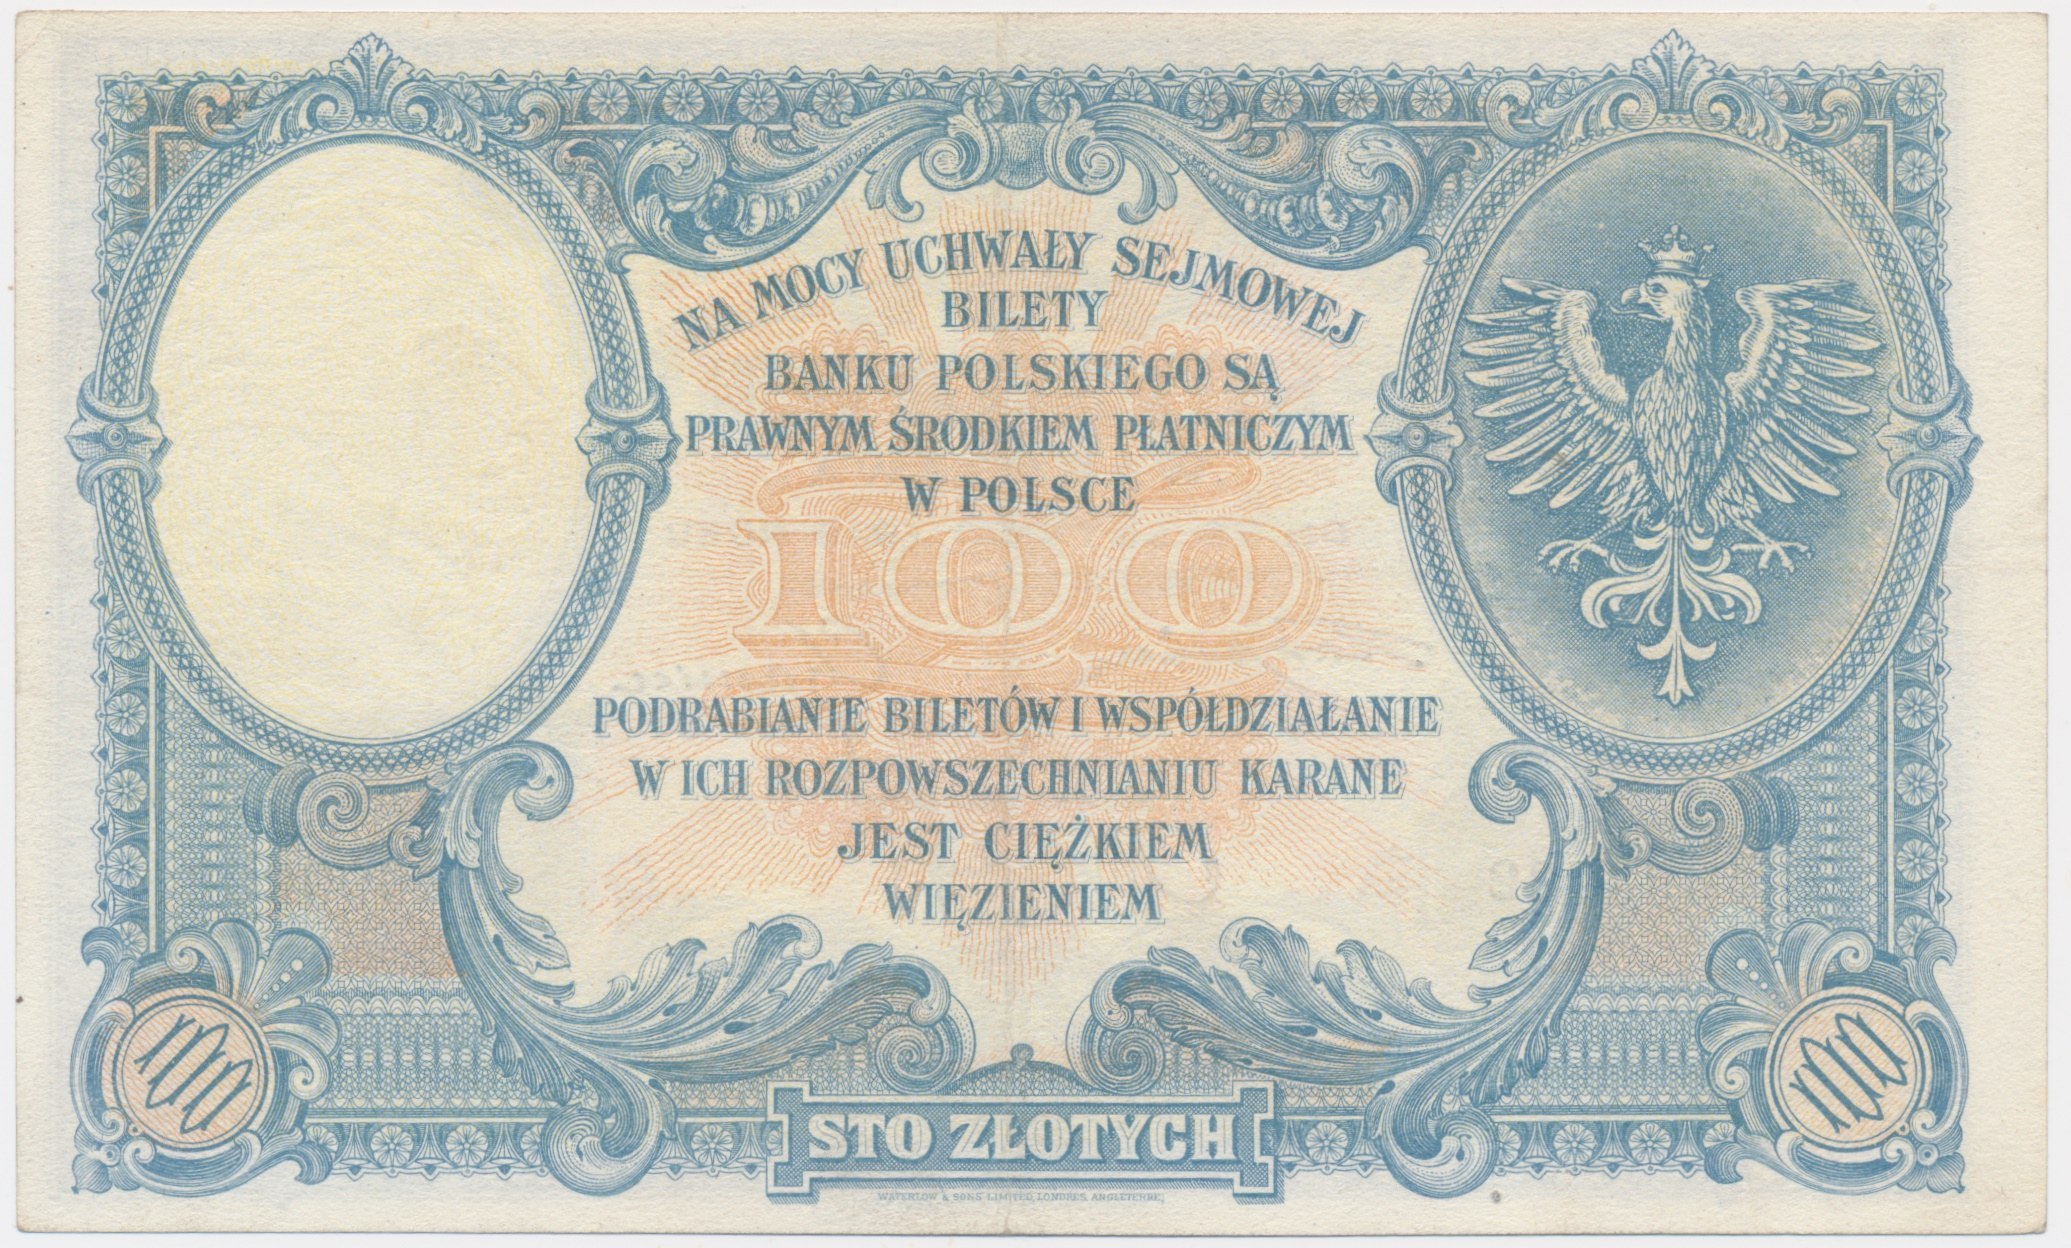 NA MOCY UCHWAŁY SEJMOWEJ
BILETY
BANKU POLSKIEGO SĄ
PRAWNYM ŚRODKIEM PŁATNICZYM
W POLSCE
100
PODRABIANIE BILETÓW I WSPÓŁDZIAŁANIE
W ICH ROZPOWSZECHNIANIU KARANE
JEST CIĘŻKIEM
WIĘZIENIEM
100
100
STO ZŁOTYCH
WATERLOW & SONS LIMITED, LONDRES, ANGLETERRE.